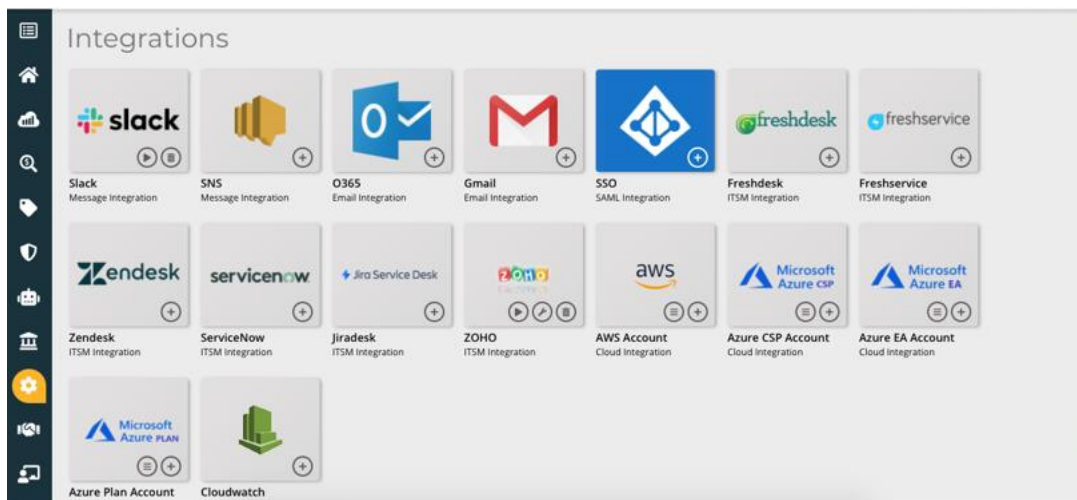 Integrations
slack
freshdesk
freshservice
Slack
SNS
O365
Gmail
SSO
Freshdesk
Freshservice
Message Integration
Message Integration
Email Integration
Email Integration
SAML Integration
ITSM Integration
ITSM Integration
Zendesk
servicenow
Jira Service Desk
ZOHO
aws
Microsoft
Azure CSP
Microsoft
Azure EA
Zendesk
ServiceNow
Jiradesk
ZOHO
AWS Account
Azure CSP Account
Azure EA Account
ITSM Integration
ITSM Integration
ITSM Integration
ITSM Integration
Cloud Integration
Cloud Integration
Cloud Integration
Microsoft
Azure PLAN
Azure Plan Account
Cloudwatch